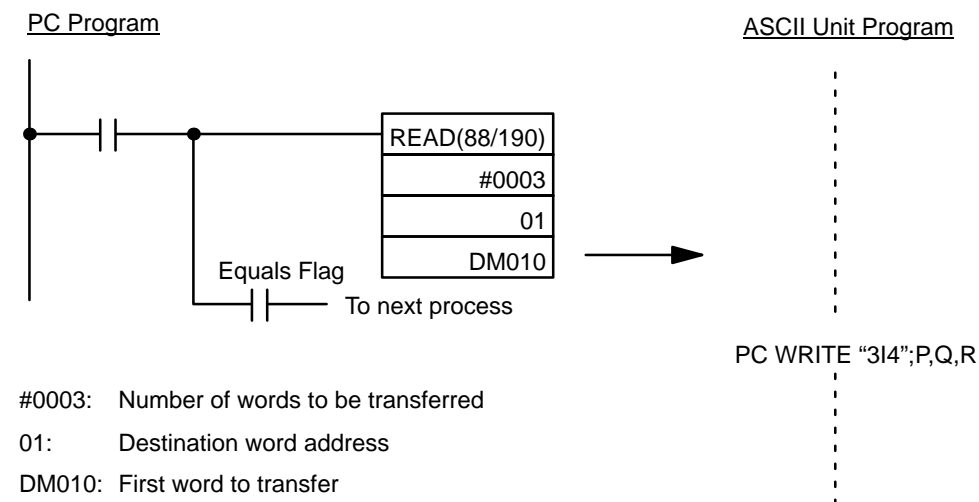 PC Program
ASCII Unit Program
READ(88/190)
#0003
01
DM010
Equals Flag
To next process
PC WRITE “3I4”;P,Q,R
#0003: Number of words to be transferred
01: Destination word address
DM010: First word to transfer